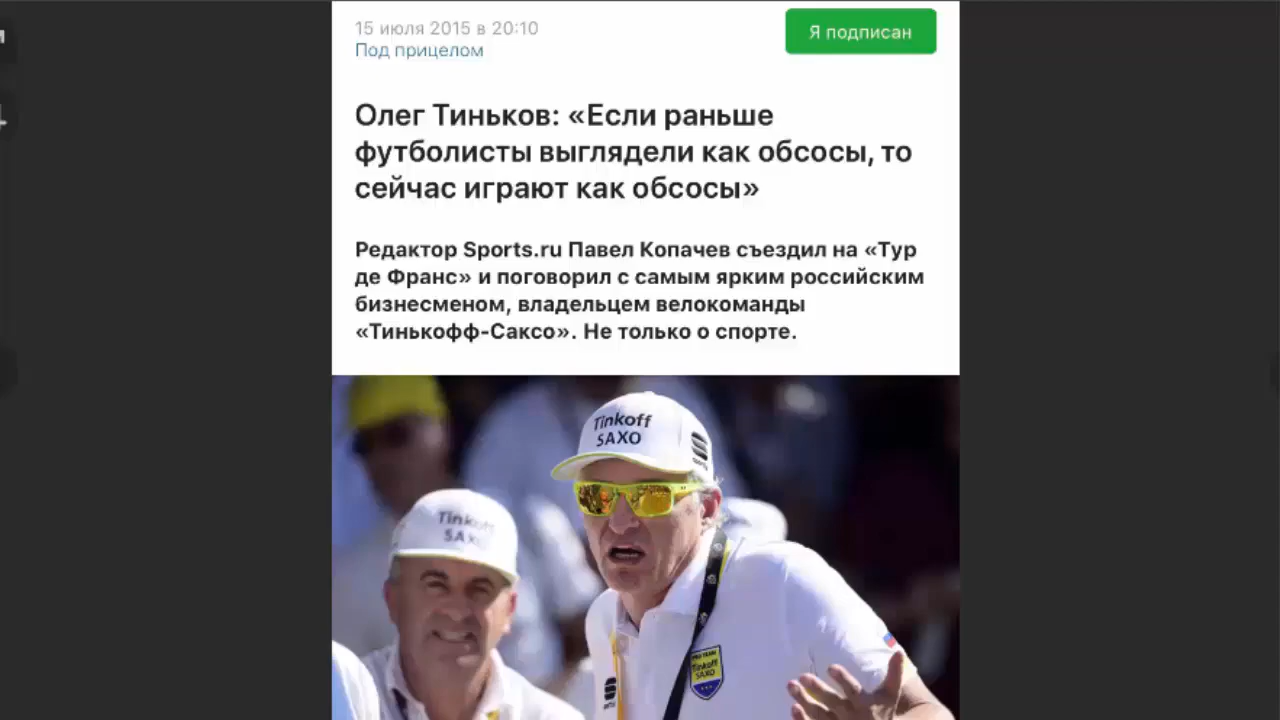 15 июля 2015 в 20:10
Я подписан
Под прицелом
Олег Тиньков: «Если раньше
футболисты выглядели как обсосы, то
сейчас играют как обсосы»
Редактор Sports.ru Павел Копачев съездил на «Тур
де Франс» и поговорил с самым ярким российским
бизнесменом, владельцем велокоманды
«Тинькофф-Саксо». Не только о спорте.
Tinkoff
SAXO
Tinkoff
SAXO
Tinkoff
SAXO